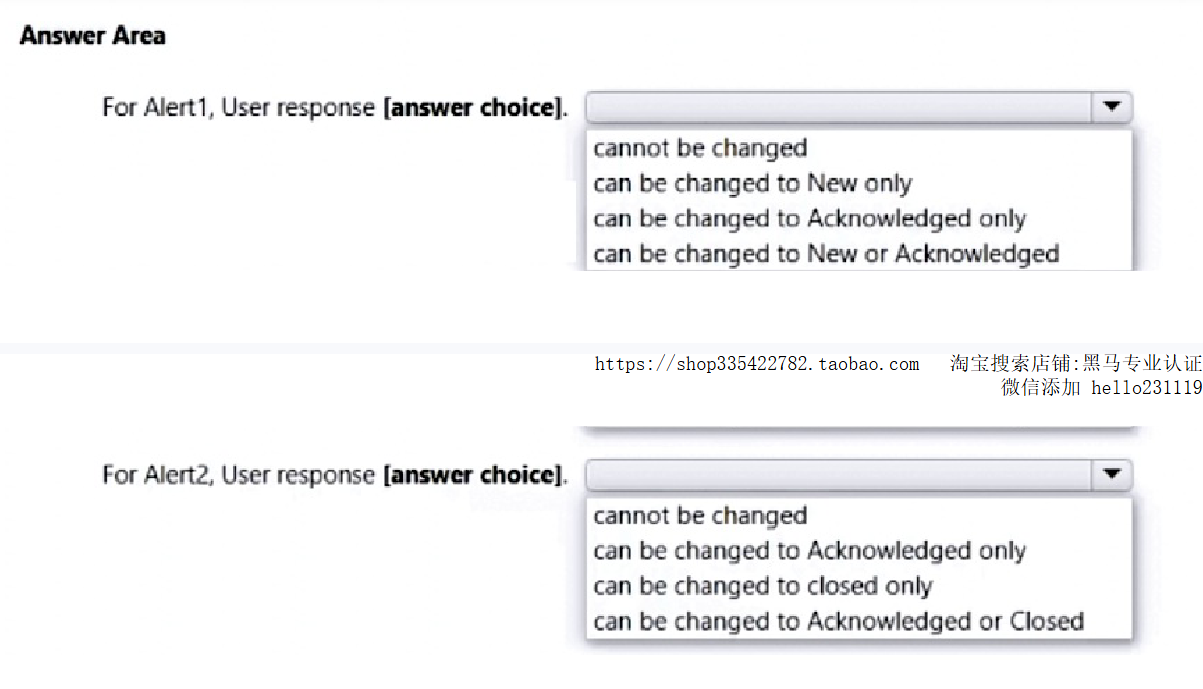 Answer Area
For Alert1, User response [answer choice].
cannot be changed
can be changed to New only
can be changed to Acknowledged only
can be changed to New or Acknowledged
https://shop335422782.taobao.com 淘宝搜索店铺:黑马专业认证
微信添加 hello231119
For Alert2, User response [answer choice].
cannot be changed
can be changed to Acknowledged only
can be changed to closed only
can be changed to Acknowledged or Closed